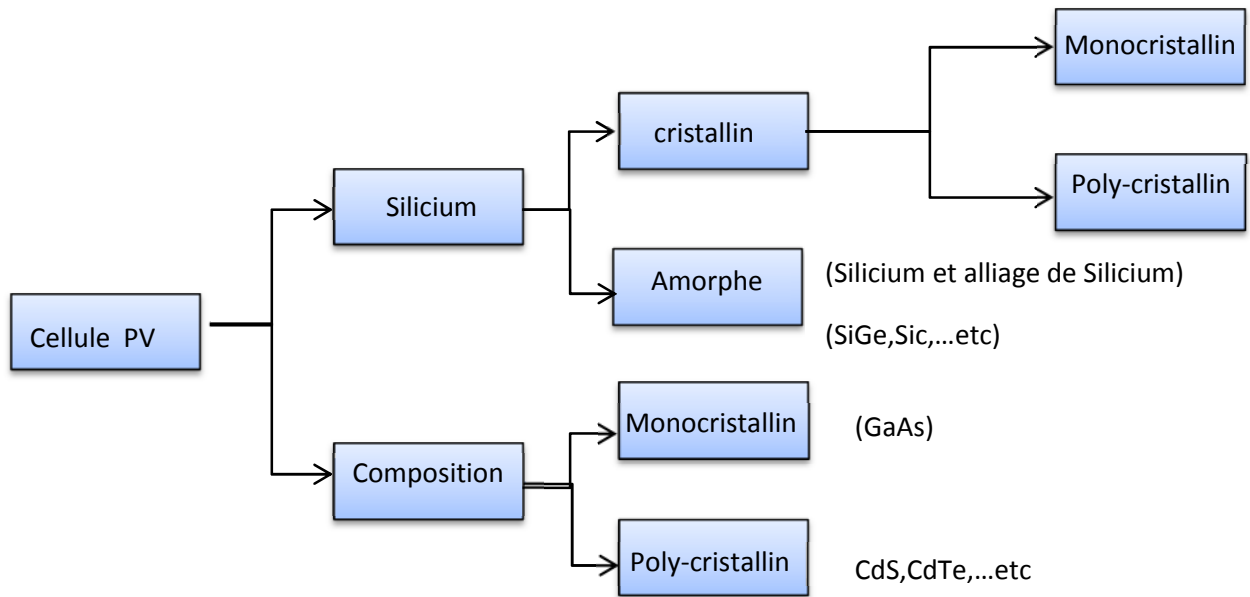 Monocristallin
cristallin
Poly-cristallin
Silicium
Amorphe
(Silicium et alliage de Silicium)
(SiGe,Sic,...etc)
Cellule PV
Monocristallin
(GaAs)
Composition
Poly-cristallin
CdS,CdTe,...etc